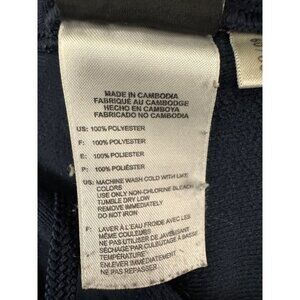 MADE IN CAMBODIA
FABRIQUÉ AU CAMBODGE
HECHO EN CAMBOYA
FABRICADO NO CAMBOJA
US: 100% POLYESTER
F: 100% POLYESTER
E: 100% POLIESTER
P: 100% POLIÉSTER
US: MACHINE WASH COLD WITH LIKE
COLORS
USE ONLY NON-CHLORINE BLEACH
TUMBLE DRY LOW
REMOVE IMMEDIATELY
DO NOT IRON
F: LAVER À L'EAU FROIDE AVEC LES
MÊME COULEURS
NE PAS UTILISER DE JAVELISANT
SÉCHAGE PAR CULBUTAGE À BASSE
TEMPÉRATURE
ENLEVER IMMÉDIATEMENT
NE PAS REPASSER